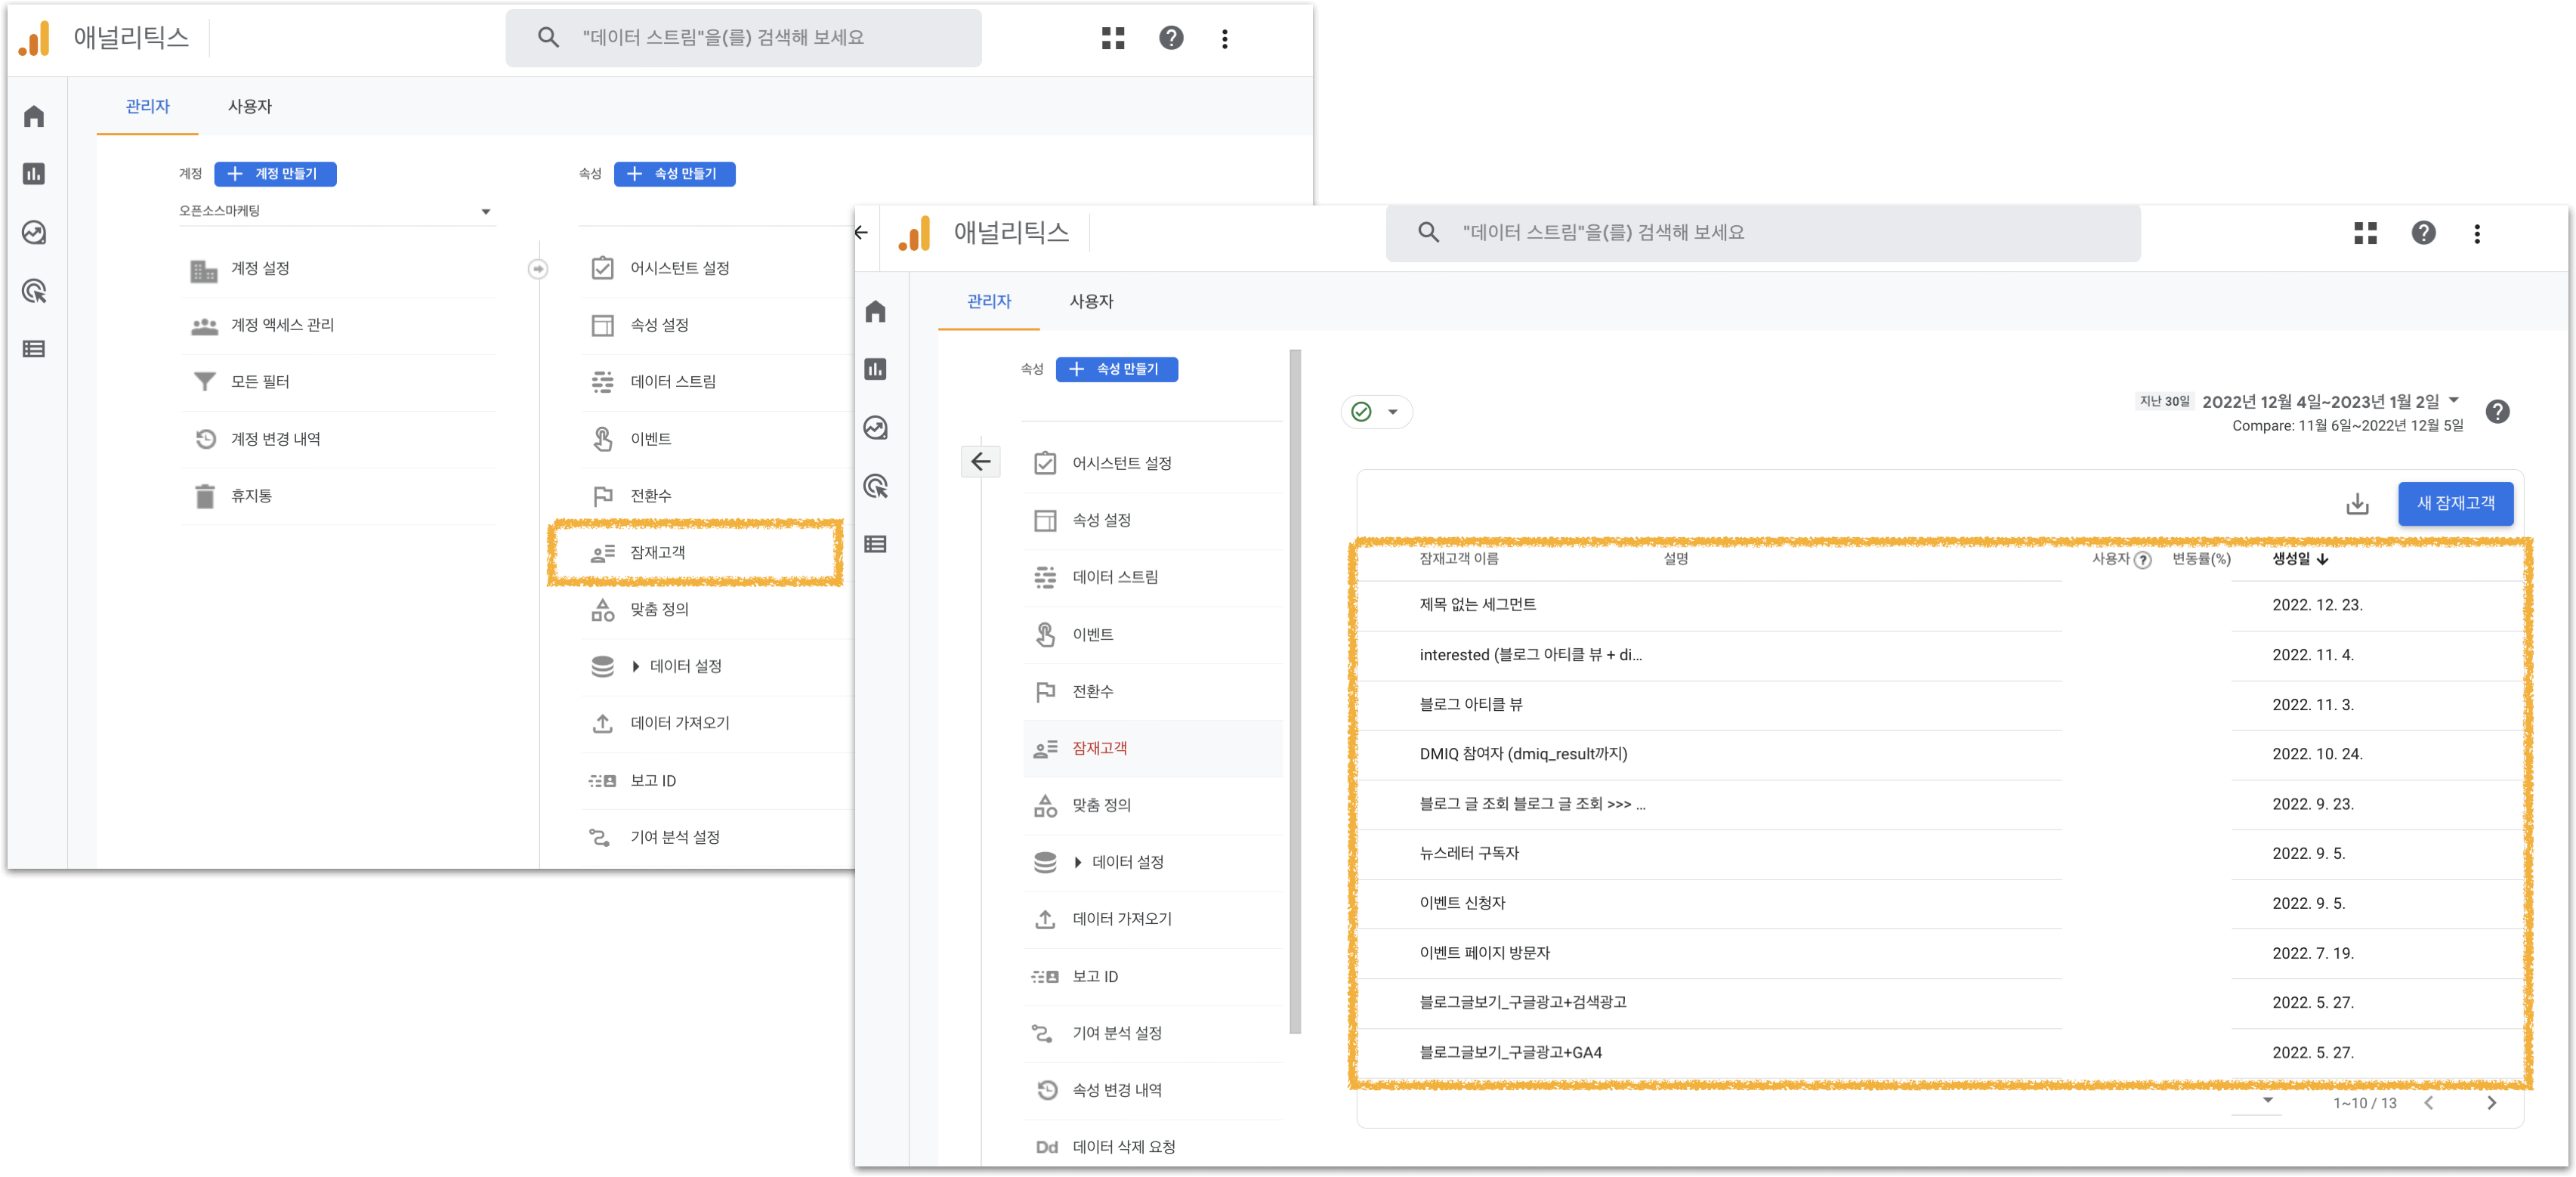 애널리틱스
"데이터 스트림"을(를) 검색해 보세요
관리자 사용자
계정 + 계정 만들기
오픈소스마케팅
계정 설정
계정 액세스 관리
모든 필터
계정 변경 내역
휴지통
속성 + 속성 만들기
어시스턴트 설정
속성 설정
데이터 스트림
이벤트
전환수
잠재고객
맞춤 정의
데이터 설정
데이터 가져오기
보고 ID
기여 분석 설정
애널리틱스
"데이터 스트림"을(를) 검색해 보세요
관리자 사용자
속성 + 속성 만들기
어시스턴트 설정
속성 설정
데이터 스트림
이벤트
전환수
잠재고객
맞춤 정의
데이터 설정
데이터 가져오기
보고 ID
기여 분석 설정
속성 변경 내역
Dd 데이터 삭제 요청
지난 30일 2022년 12월 4일~2023년 1월 2일
Compare: 11월 6일~2022년 12월 5일
새 잠재고객
잠재고객 이름 설명 사용자 변동률(%) 생성일
제목 없는 세그먼트 2022. 12. 23.
interested (블로그 아티클 뷰 + di... 2022. 11. 4.
블로그 아티클 뷰 2022. 11. 3.
DMIQ 참여자 (dmiq_result까지) 2022. 10. 24.
블로그 글 조회 블로그 글 조회 >>> ... 2022. 9. 23.
뉴스레터 구독자 2022. 9. 5.
이벤트 신청자 2022. 9. 5.
이벤트 페이지 방문자 2022. 7. 19.
블로그글보기_구글광고+검색광고 2022. 5. 27.
블로그글보기_구글광고+GA4 2022. 5. 27.
1~10 / 13